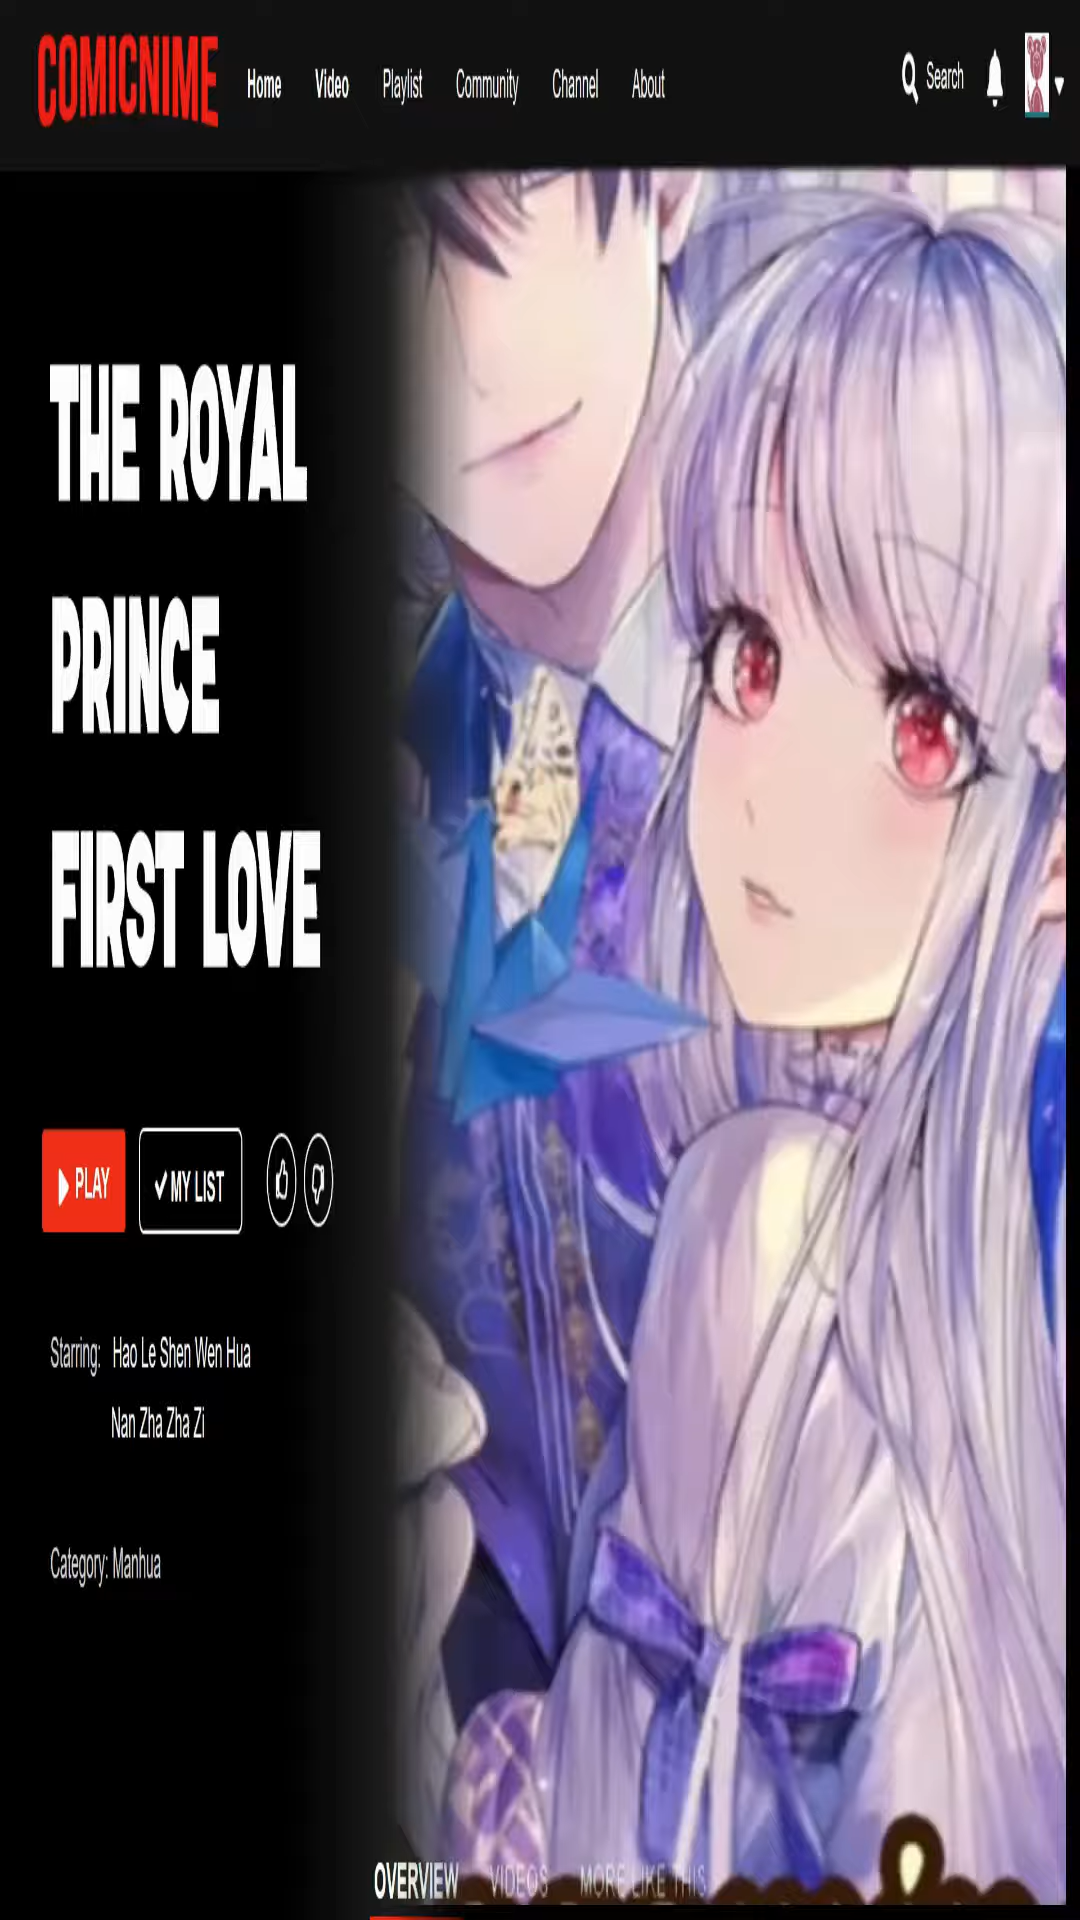 COMICNIME
Home Video Playlist Community Channel About
Search
THE ROYAL
PRINCE
FIRST LOVE
PLAY
MY LIST
Starring: Hao Le Shen Wen Hua
Nan Zha Zha Zi
Category: Manhua
OVERVIEW VIDEOS MORE LIKE THIS